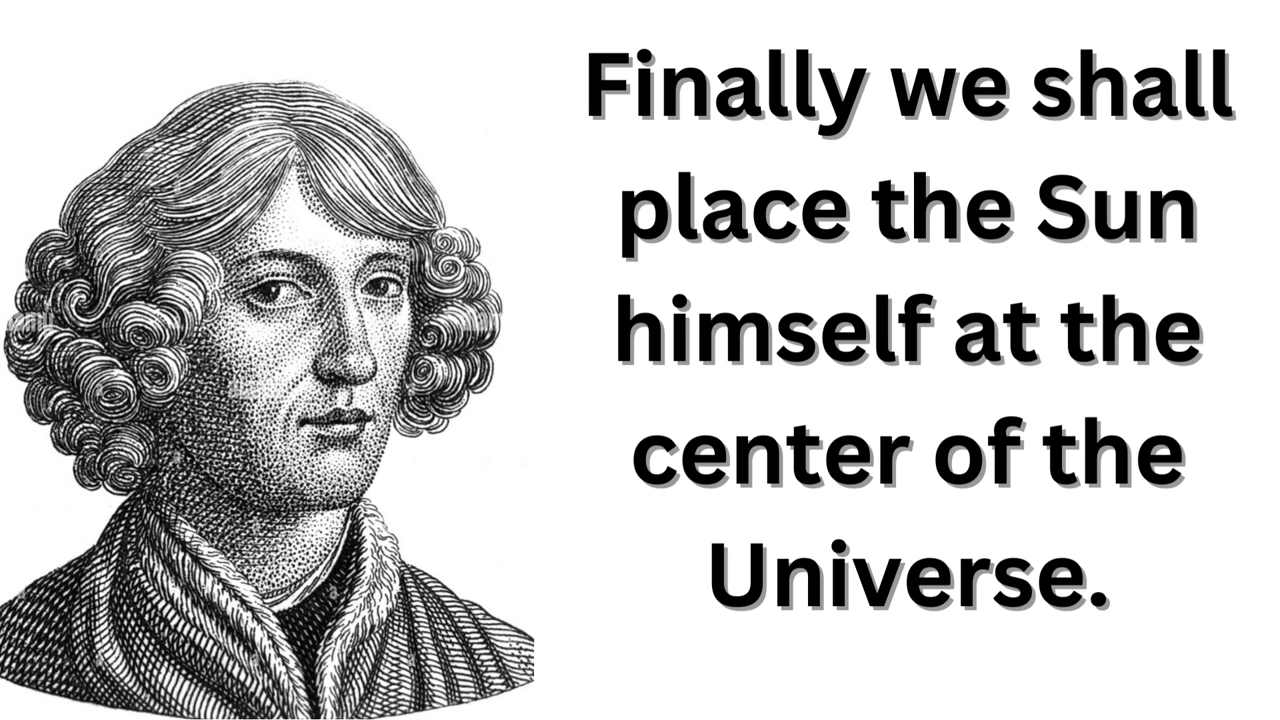 Finally we shall
place the Sun
himself at the
center of the
Universe.